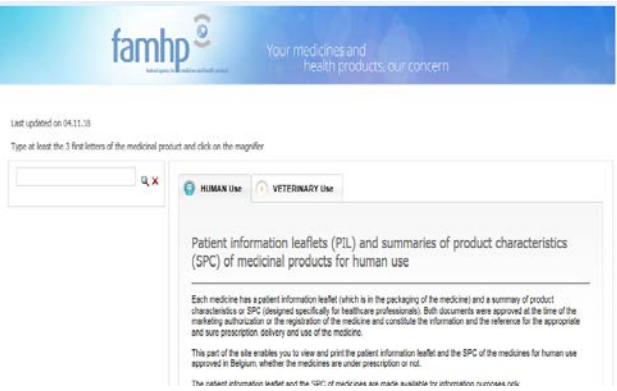 famhp
federal agency for medicines and health products
Your medicines and
health products, our concern
Last updated on 04.11.18
Type at least the 3 first letters of the medicinal product and click on the magnifier
HUMAN Use
VETERINARY Use
Patient information leaflets (PIL) and summaries of product characteristics
(SPC) of medicinal products for human use
Each medicine has a patient information leaflet (which is in the packaging of the medicine) and a summary of product
characteristics or SPC (designed specifically for healthcare professionals). Both documents were approved at the time of the
marketing authorization or the registration of the medicine and constitute the information and the reference for the appropriate
and sure prescription, delivery and use of the medicine.
This part of the site enables you to view and print the patient information leaflet and the SPC of the medicines for human use
approved in Belgium, whether the medicines are under prescription or not.
The patient information leaflet and the SPC of medicines are made available for information purposes only.